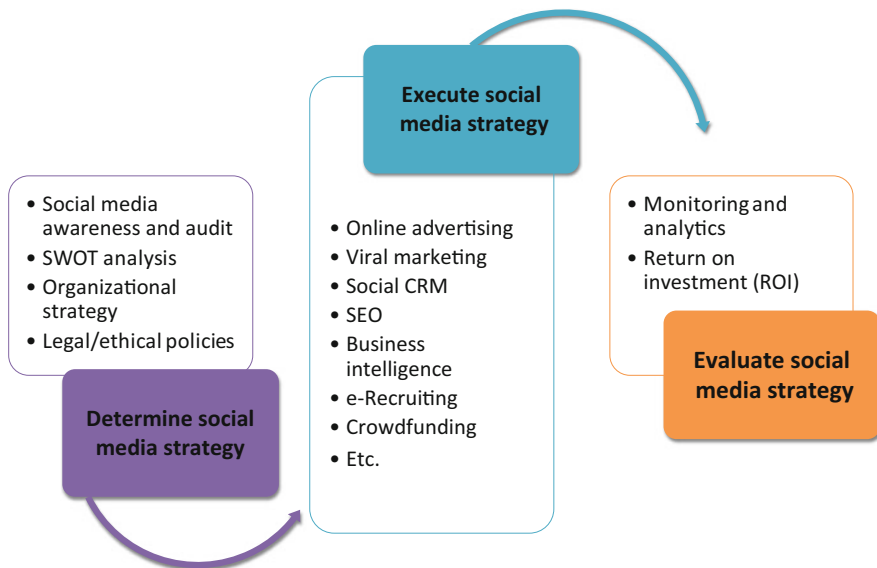 • Social media
awareness and audit
• SWOT analysis
• Organizational
strategy
• Legal/ethical policies
Determine social
media strategy
Execute social
media strategy
• Online advertising
• Viral marketing
• Social CRM
• SEO
• Business
intelligence
• e-Recruiting
• Crowdfunding
• Etc.
• Monitoring and
analytics
• Return on
investment (ROI)
Evaluate social
media strategy